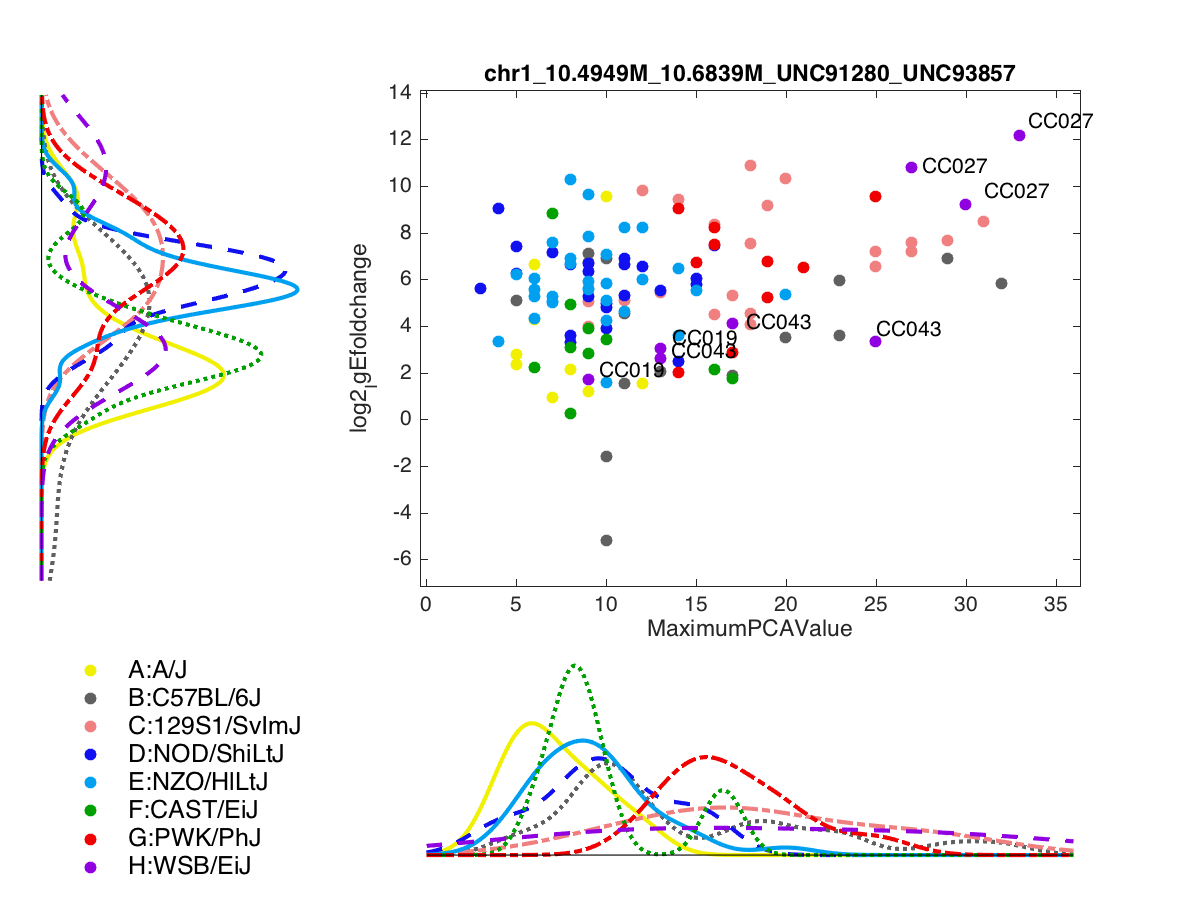 chr1_10.4949M_10.6839M_UNC91280_UNC93857
14
12
10
8
6
4
2
0
-2
-4
-6
log2IgEfoldchange
CC027
CC027
CC027
CC043
CC043
CC019
CC043
CC019
0 5 10 15 20 25 30 35
MaximumPCAValue
A:A/J
B:C57BL/6J
C:129S1/SvImJ
D:NOD/ShiLtJ
E:NZO/HlLtJ
F:CAST/EiJ
G:PWK/PhJ
H:WSB/EiJ